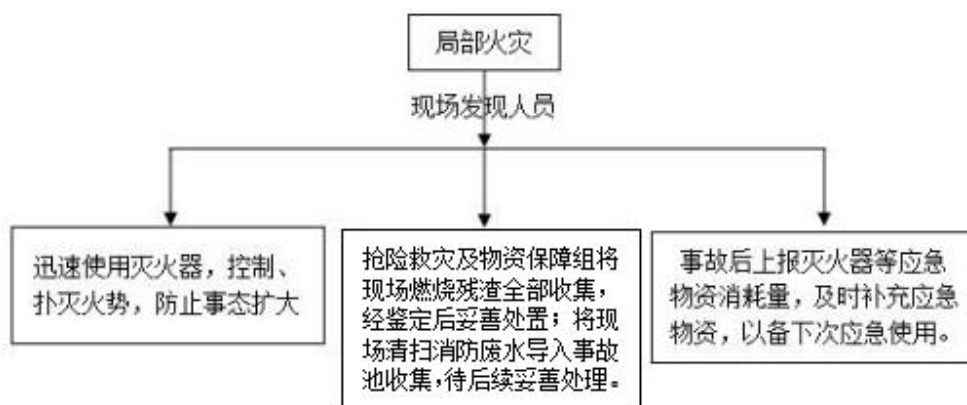 局部火灾
现场发现人员
迅速使用灭火器，控制、
扑灭火势，防止事态扩大
抢险救灾及物资保障组将
现场燃烧残渣全部收集，
经鉴定后妥善处置；将现
场清扫消防废水导入事故
池收集，待后续妥善处理。
事故后上报灭火器等应急
物资消耗量，及时补充应急
物资，以备下次应急使用。